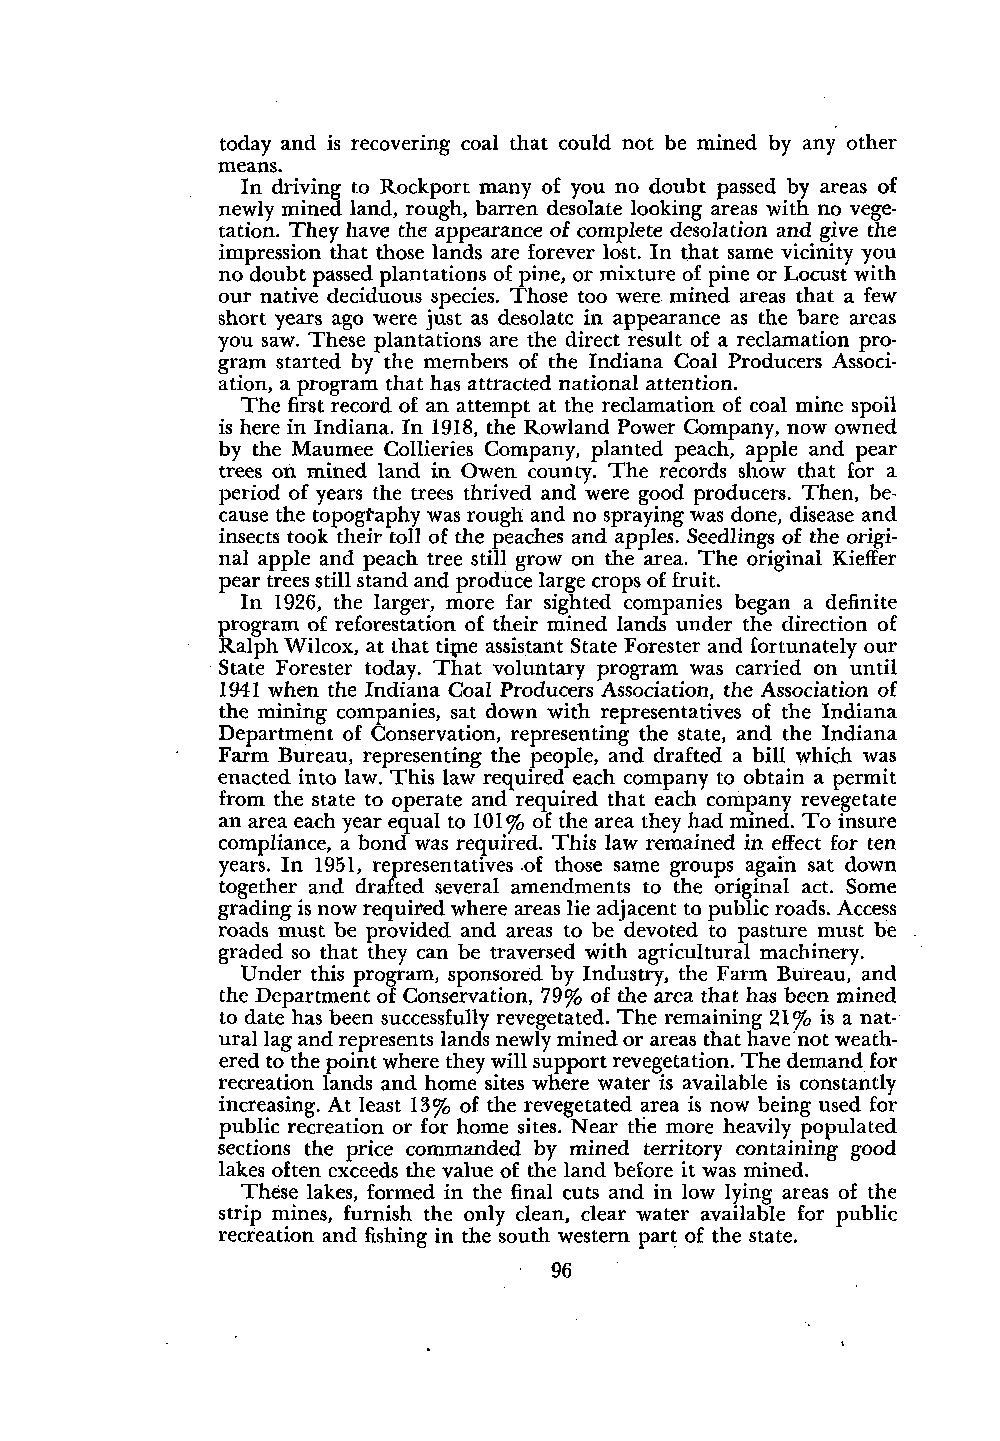 today and is recovering coal that could not be mined by any other
means.
In driving to Rockport many of you no doubt passed by areas of
newly mined land, rough, barren desolate looking areas with no vege-
tation. They have the appearance of complete desolation and give the
impression that those lands are forever lost. In that same vicinity you
no doubt passed plantations of pine, or mixture of pine or Locust with
our native deciduous species. Those too were mined areas that a few
short years ago were just as desolate in appearance as the bare areas
you saw. These plantations are the direct result of a reclamation pro-
gram started by the members of the Indiana Coal Producers Associ-
ation, a program that has attracted national attention.
The first record of an attempt at the reclamation of coal mine spoil
is here in Indiana. In 1918, the Rowland Power Company, now owned
by the Maumee Collieries Company, planted peach, apple and pear
trees on mined land in Owen county. The records show that for a
period of years the trees thrived and were good producers. Then, be-
cause the topography was rough and no spraying was done, disease and
insects took their toll of the peaches and apples. Seedlings of the origi-
nal apple and peach tree still grow on the area. The original Kieffer
pear trees still stand and produce large crops of fruit.
In 1926, the larger, more far sighted companies began a definite
program of reforestation of their mined lands under the direction of
Ralph Wilcox, at that time assistant State Forester and fortunately our
State Forester today. That voluntary program was carried on until
1941 when the Indiana Coal Producers Association, the Association of
the mining companies, sat down with representatives of the Indiana
Department of Conservation, representing the state, and the Indiana
Farm Bureau, representing the people, and drafted a bill which was
enacted into law. This law required each company to obtain a permit
from the state to operate and required that each company revegetate
an area each year equal to 101% of the area they had mined. To insure
compliance, a bond was required. This law remained in effect for ten
years. In 1951, representatives of those same groups again sat down
together and drafted several amendments to the original act. Some
grading is now required where areas lie adjacent to public roads. Access
roads must be provided and areas to be devoted to pasture must be
graded so that they can be traversed with agricultural machinery.
Under this program, sponsored by Industry, the Farm Bureau, and
the Department of Conservation, 79% of the area that has been mined
to date has been successfully revegetated. The remaining 21% is a nat-
ural lag and represents lands newly mined or areas that have not weath-
ered to the point where they will support revegetation. The demand for
recreation lands and home sites where water is available is constantly
increasing. At least 13% of the revegetated area is now being used for
public recreation or for home sites. Near the more heavily populated
sections the price commanded by mined territory containing good
lakes often exceeds the value of the land before it was mined.
These lakes, formed in the final cuts and in low lying areas of the
strip mines, furnish the only clean, clear water available for public
recreation and fishing in the south western part of the state.
96